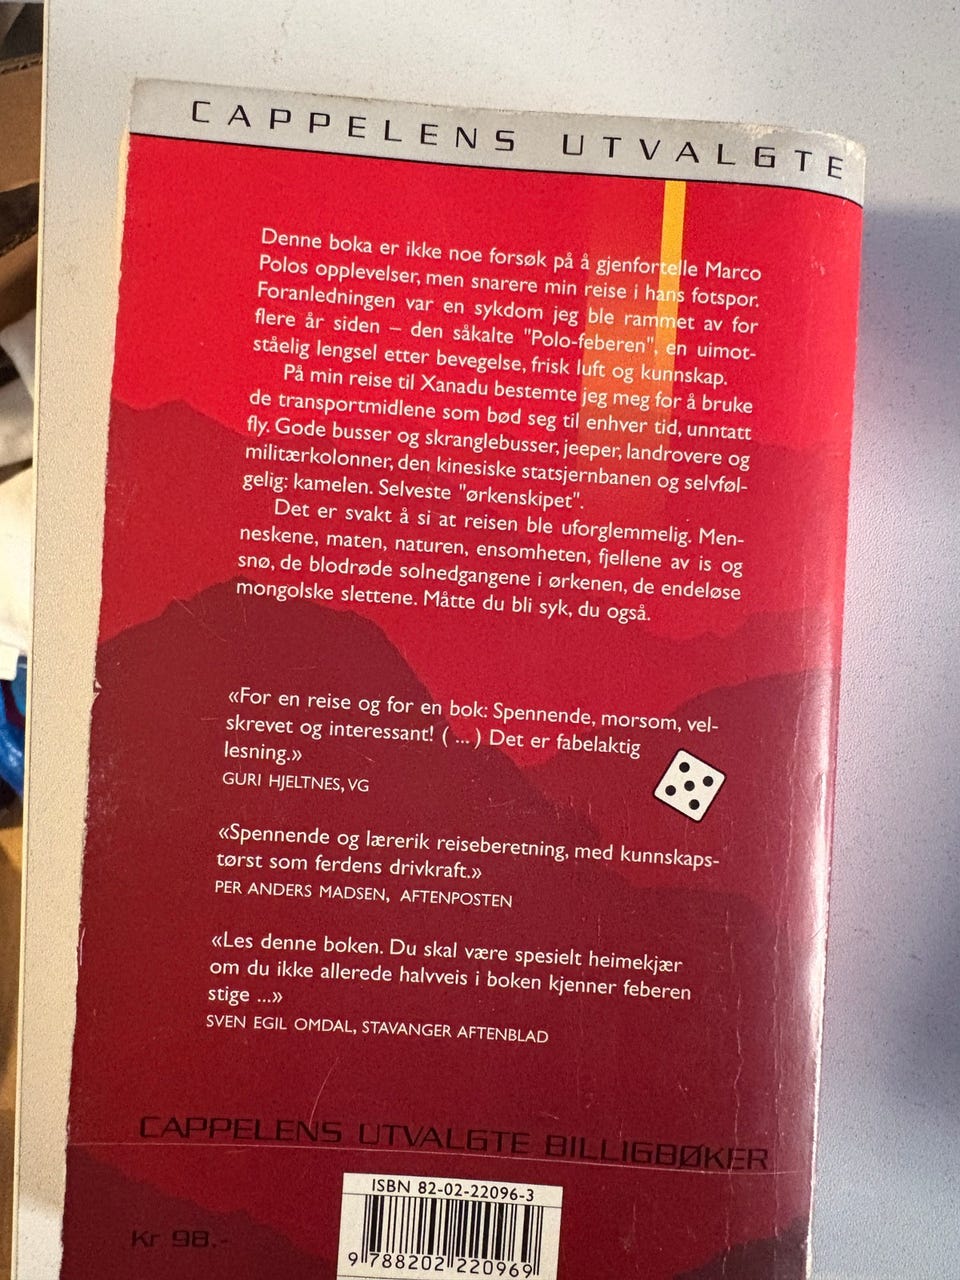 CAPPELENS UTVALGTE
Denne boka er ikke noe forsøk på å gjenfortelle Marco
Polos opplevelser, men snarere min reise i hans fotspor.
Foranledningen var en sykdom jeg ble rammet av for
flere år siden – den såkalte "Polo-feberen", en uimot-
ståelig lengsel etter bevegelse, frisk luft og kunnskap.
På min reise til Xanadu bestemte jeg meg for å bruke
de transportmidlene som bød seg til enhver tid, unntatt
fly. Gode busser og skranglebusser, jeeper, landrovere og
militærkolonner, den kinesiske statsjernbanen og selvføl-
gelig: kamelen. Selveste "ørkenskipet".
Det er svakt å si at reisen ble uforglemmelig. Men-
neskene, maten, naturen, ensomheten, fjellene av is og
snø, de blodrøde solnedgangene i ørkenen, de endeløse
mongolske slettene. Måtte du bli syk, du også.
«For en reise og for en bok: Spennende, morsom, vel-
skrevet og interessant! ( ... ) Det er fabelaktig
lesning.»
GURI HJELTNES, VG
«Spennende og lærerik reiseberetning, med kunnskaps-
tørst som ferdens drivkraft.»
PER ANDERS MADSEN, AFTENPOSTEN
«Les denne boken. Du skal være spesielt heimekjær
om du ikke allerede halvveis i boken kjenner feberen
stige ...»
SVEN EGIL OMDAL, STAVANGER AFTENBLAD
CAPPELENS UTVALGTE BILLIGBØKER
ISBN 82-02-22096-3
Kr 98.-
9 788202 220969